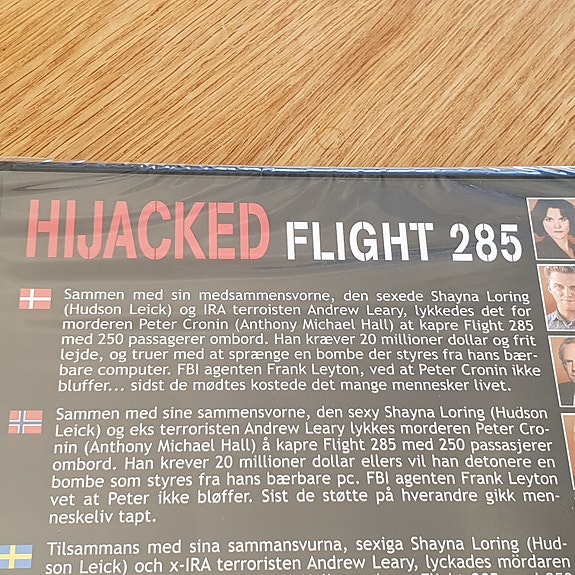 HIJACKED FLIGHT 285
Sammen med sin medsammensvorne, den sexede Shayna Loring
(Hudson Leick) og IRA terroisten Andrew Leary, lykkedes det for
morderen Peter Cronin (Anthony Michael Hall) at kapre Flight 285
med 250 passagerer ombord. Han kræver 20 millioner dollar og frit
lejde, og truer med at sprænge en bombe der styres fra hans bær-
bare computer. FBI agenten Frank Leyton, ved at Peter Cronin ikke
bluffer... sidst de mødtes kostede det mange mennesker livet.
Sammen med sine sammensvorne, den sexy Shayna Loring (Hudson
Leick) og eks terroristen Andrew Leary lykkes morderen Peter Cro-
nin (Anthony Michael Hall) å kapre Flight 285 med 250 passasjerer
ombord. Han krever 20 millioner dollar ellers vil han detonere en
bombe som styres fra hans bærbare pc. FBI agenten Frank Leyton
vet at Peter ikke bløffer. Sist de støtte på hverandre gikk men-
neskeliv tapt.
Tilsammans med sina sammansvurna, sexiga Shayna Loring (Hud-
son Leick) och x-IRA terroristen Andrew Leary, lyckades mördaren
250